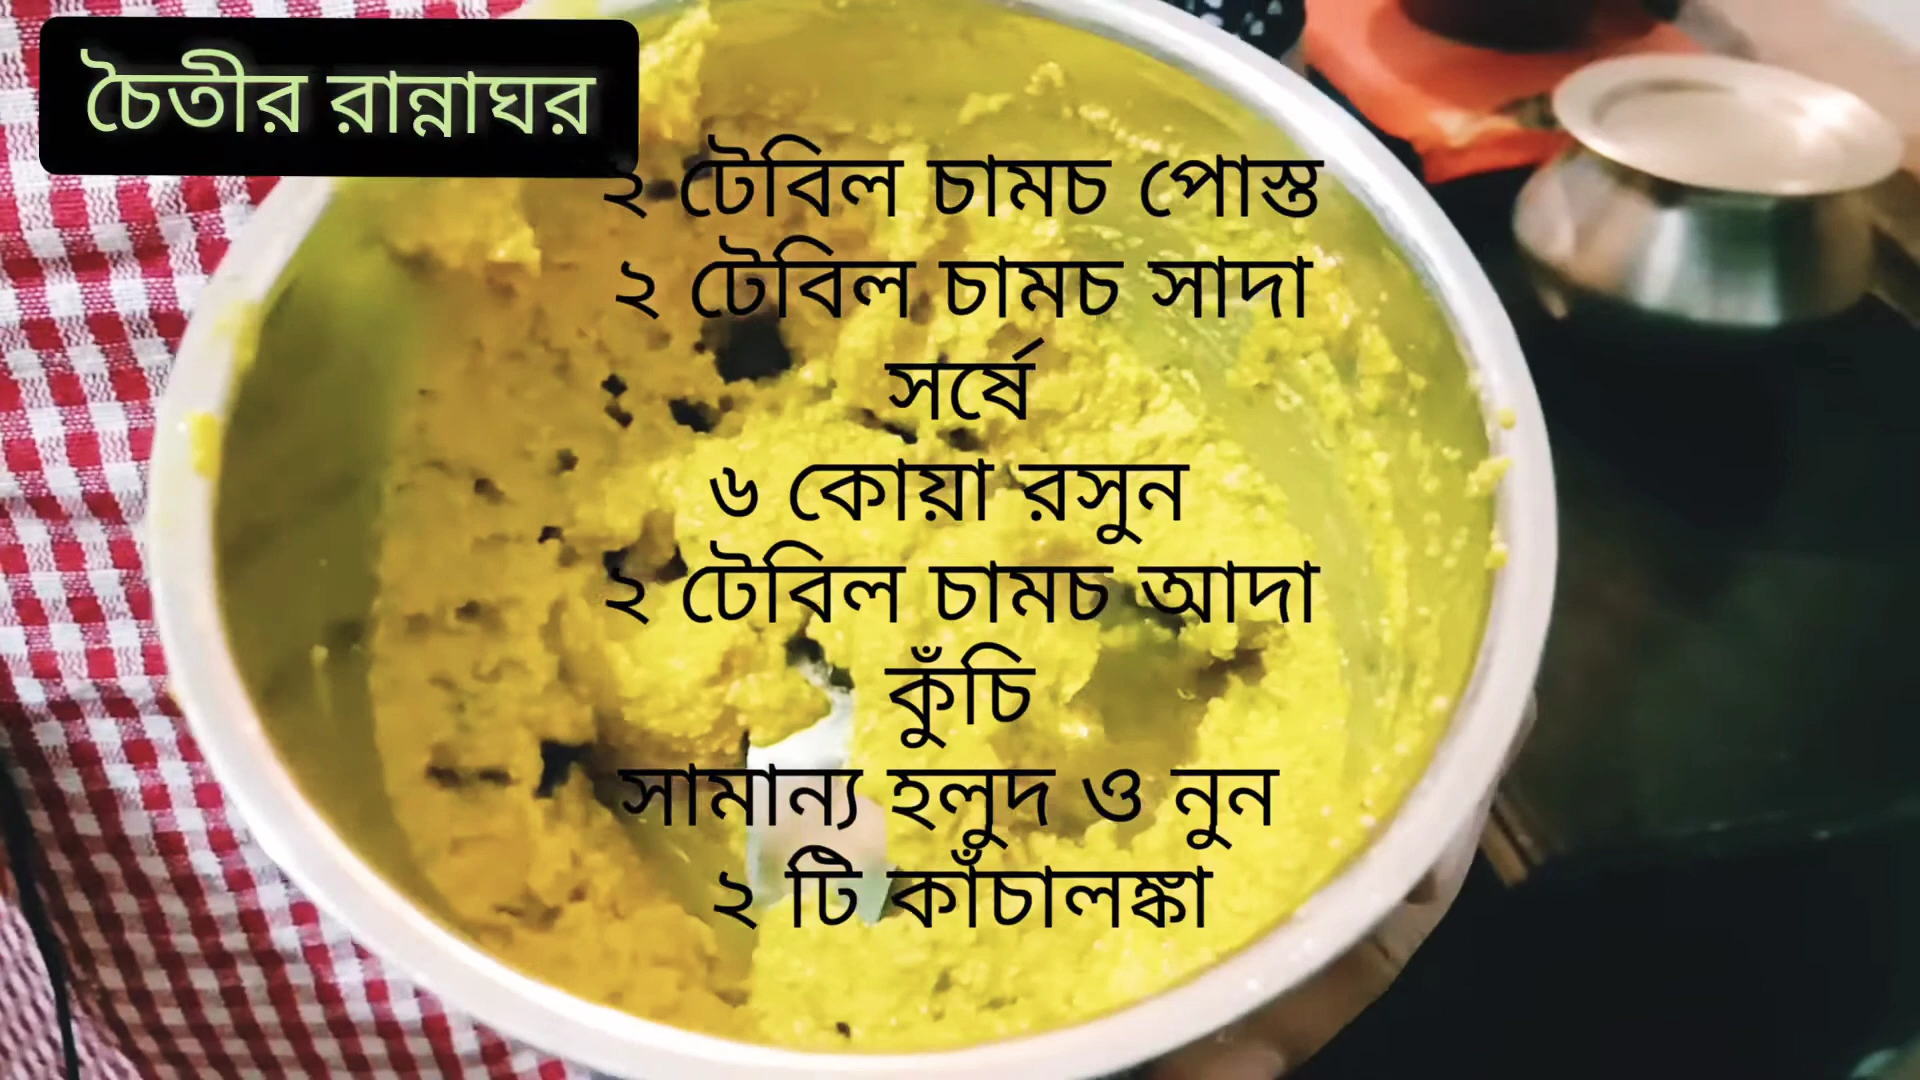 চৈতীর রান্নাঘর
২ টেবিল চামচ পোস্ত
২ টেবিল চামচ সাদা
সর্ষে
৬ কোয়া রসুন
২ টেবিল চামচ আদা
কুঁচি
সামান্য হলুদ ও নুন
২ টি কাঁচালঙ্কা